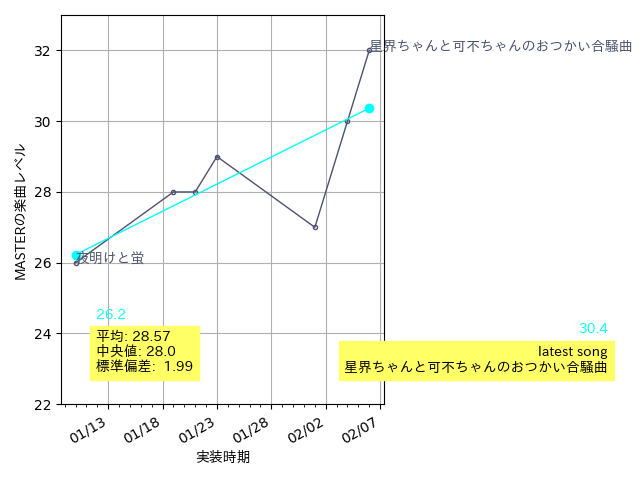 32
星界ちゃんと可不ちゃんのおつかい合騒曲
30
28
26
夜明けと蛍
24
22
MASTERの楽曲レベル
26.2
平均: 28.57
中央値: 28.0
標準偏差: 1.99
30.4
latest song
星界ちゃんと可不ちゃんのおつかい合騒曲
01/13
01/18
01/23
01/28
02/02
02/07
実装時期